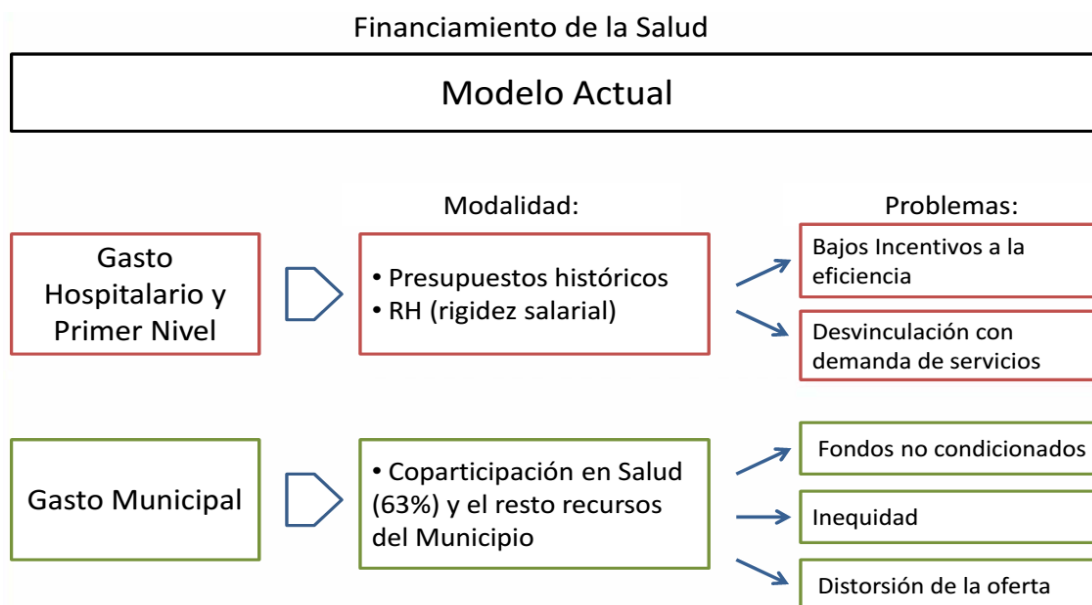 Financiamiento de la Salud
Modelo Actual
Modalidad:
Problemas:
Gasto
Hospitalario y
Primer Nivel
• Presupuestos históricos
• RH (rigidez salarial)
Bajos Incentivos a la
eficiencia
Desvinculación con
demanda de servicios
Gasto Municipal
• Coparticipación en Salud
(63%) y el resto recursos
del Municipio
Fondos no condicionados
Inequidad
Distorsión de la oferta